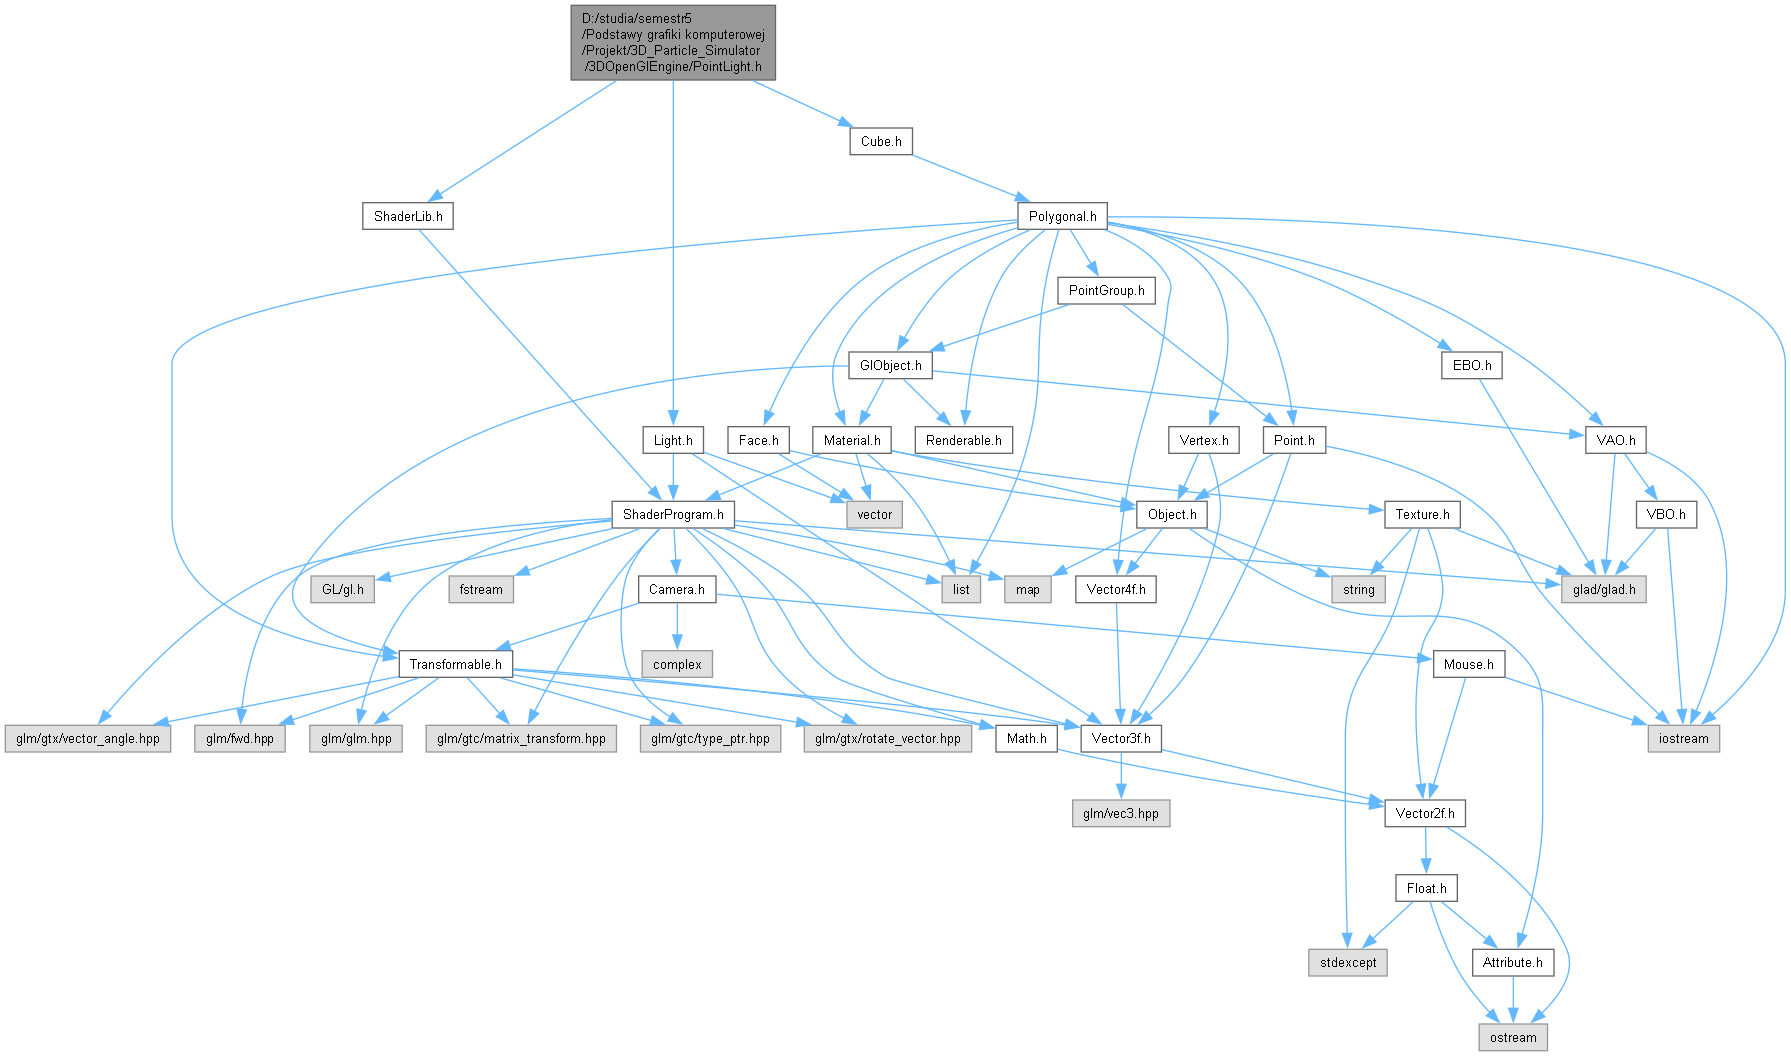 D:/studia/semestr5
/Podstawy grafiki komputerowej
/Projekt/3D_Particle_Simulator
/3DOpenGlEngine/PointLight.h
Cube.h
ShaderLib.h
Polygonal.h
PointGroup.h
GlObject.h
EBO.h
Light.h
Face.h
Material.h
Renderable.h
Vertex.h
Point.h
VAO.h
ShaderProgram.h
vector
Object.h
Texture.h
VBO.h
GL/gl.h
fstream
Camera.h
list
map
Vector4f.h
string
glad/glad.h
Transformable.h
complex
Mouse.h
glm/gtx/vector_angle.hpp
glm/fwd.hpp
glm/glm.hpp
glm/gtc/matrix_transform.hpp
glm/gtc/type_ptr.hpp
glm/gtx/rotate_vector.hpp
Math.h
Vector3f.h
iostream
glm/vec3.hpp
Vector2f.h
Float.h
stdexcept
Attribute.h
ostream